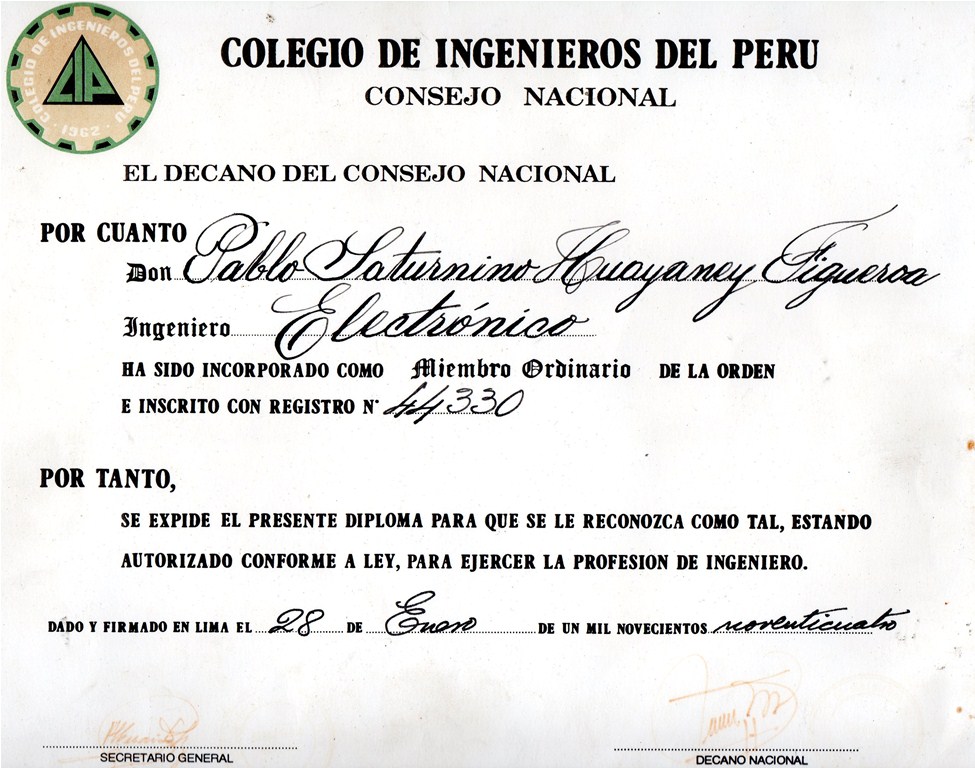 COLEGIO DE INGENIEROS DEL PERU
· 1962 ·
CIP
COLEGIO DE INGENIEROS DEL PERU
CONSEJO NACIONAL
EL DECANO DEL CONSEJO NACIONAL
POR CUANTO
Don Pablo Saturnino Huayaney Figueroa
Ingeniero Electrónico
HA SIDO INCORPORADO COMO Miembro Ordinario DE LA ORDEN
E INSCRITO CON REGISTRO N° 44330
POR TANTO,
SE EXPIDE EL PRESENTE DIPLOMA PARA QUE SE LE RECONOZCA COMO TAL, ESTANDO
AUTORIZADO CONFORME A LEY, PARA EJERCER LA PROFESION DE INGENIERO.
DADO Y FIRMADO EN LIMA EL 28 DE Enero DE UN MIL NOVECIENTOS noventicuatro
SECRETARIO GENERAL
DECANO NACIONAL